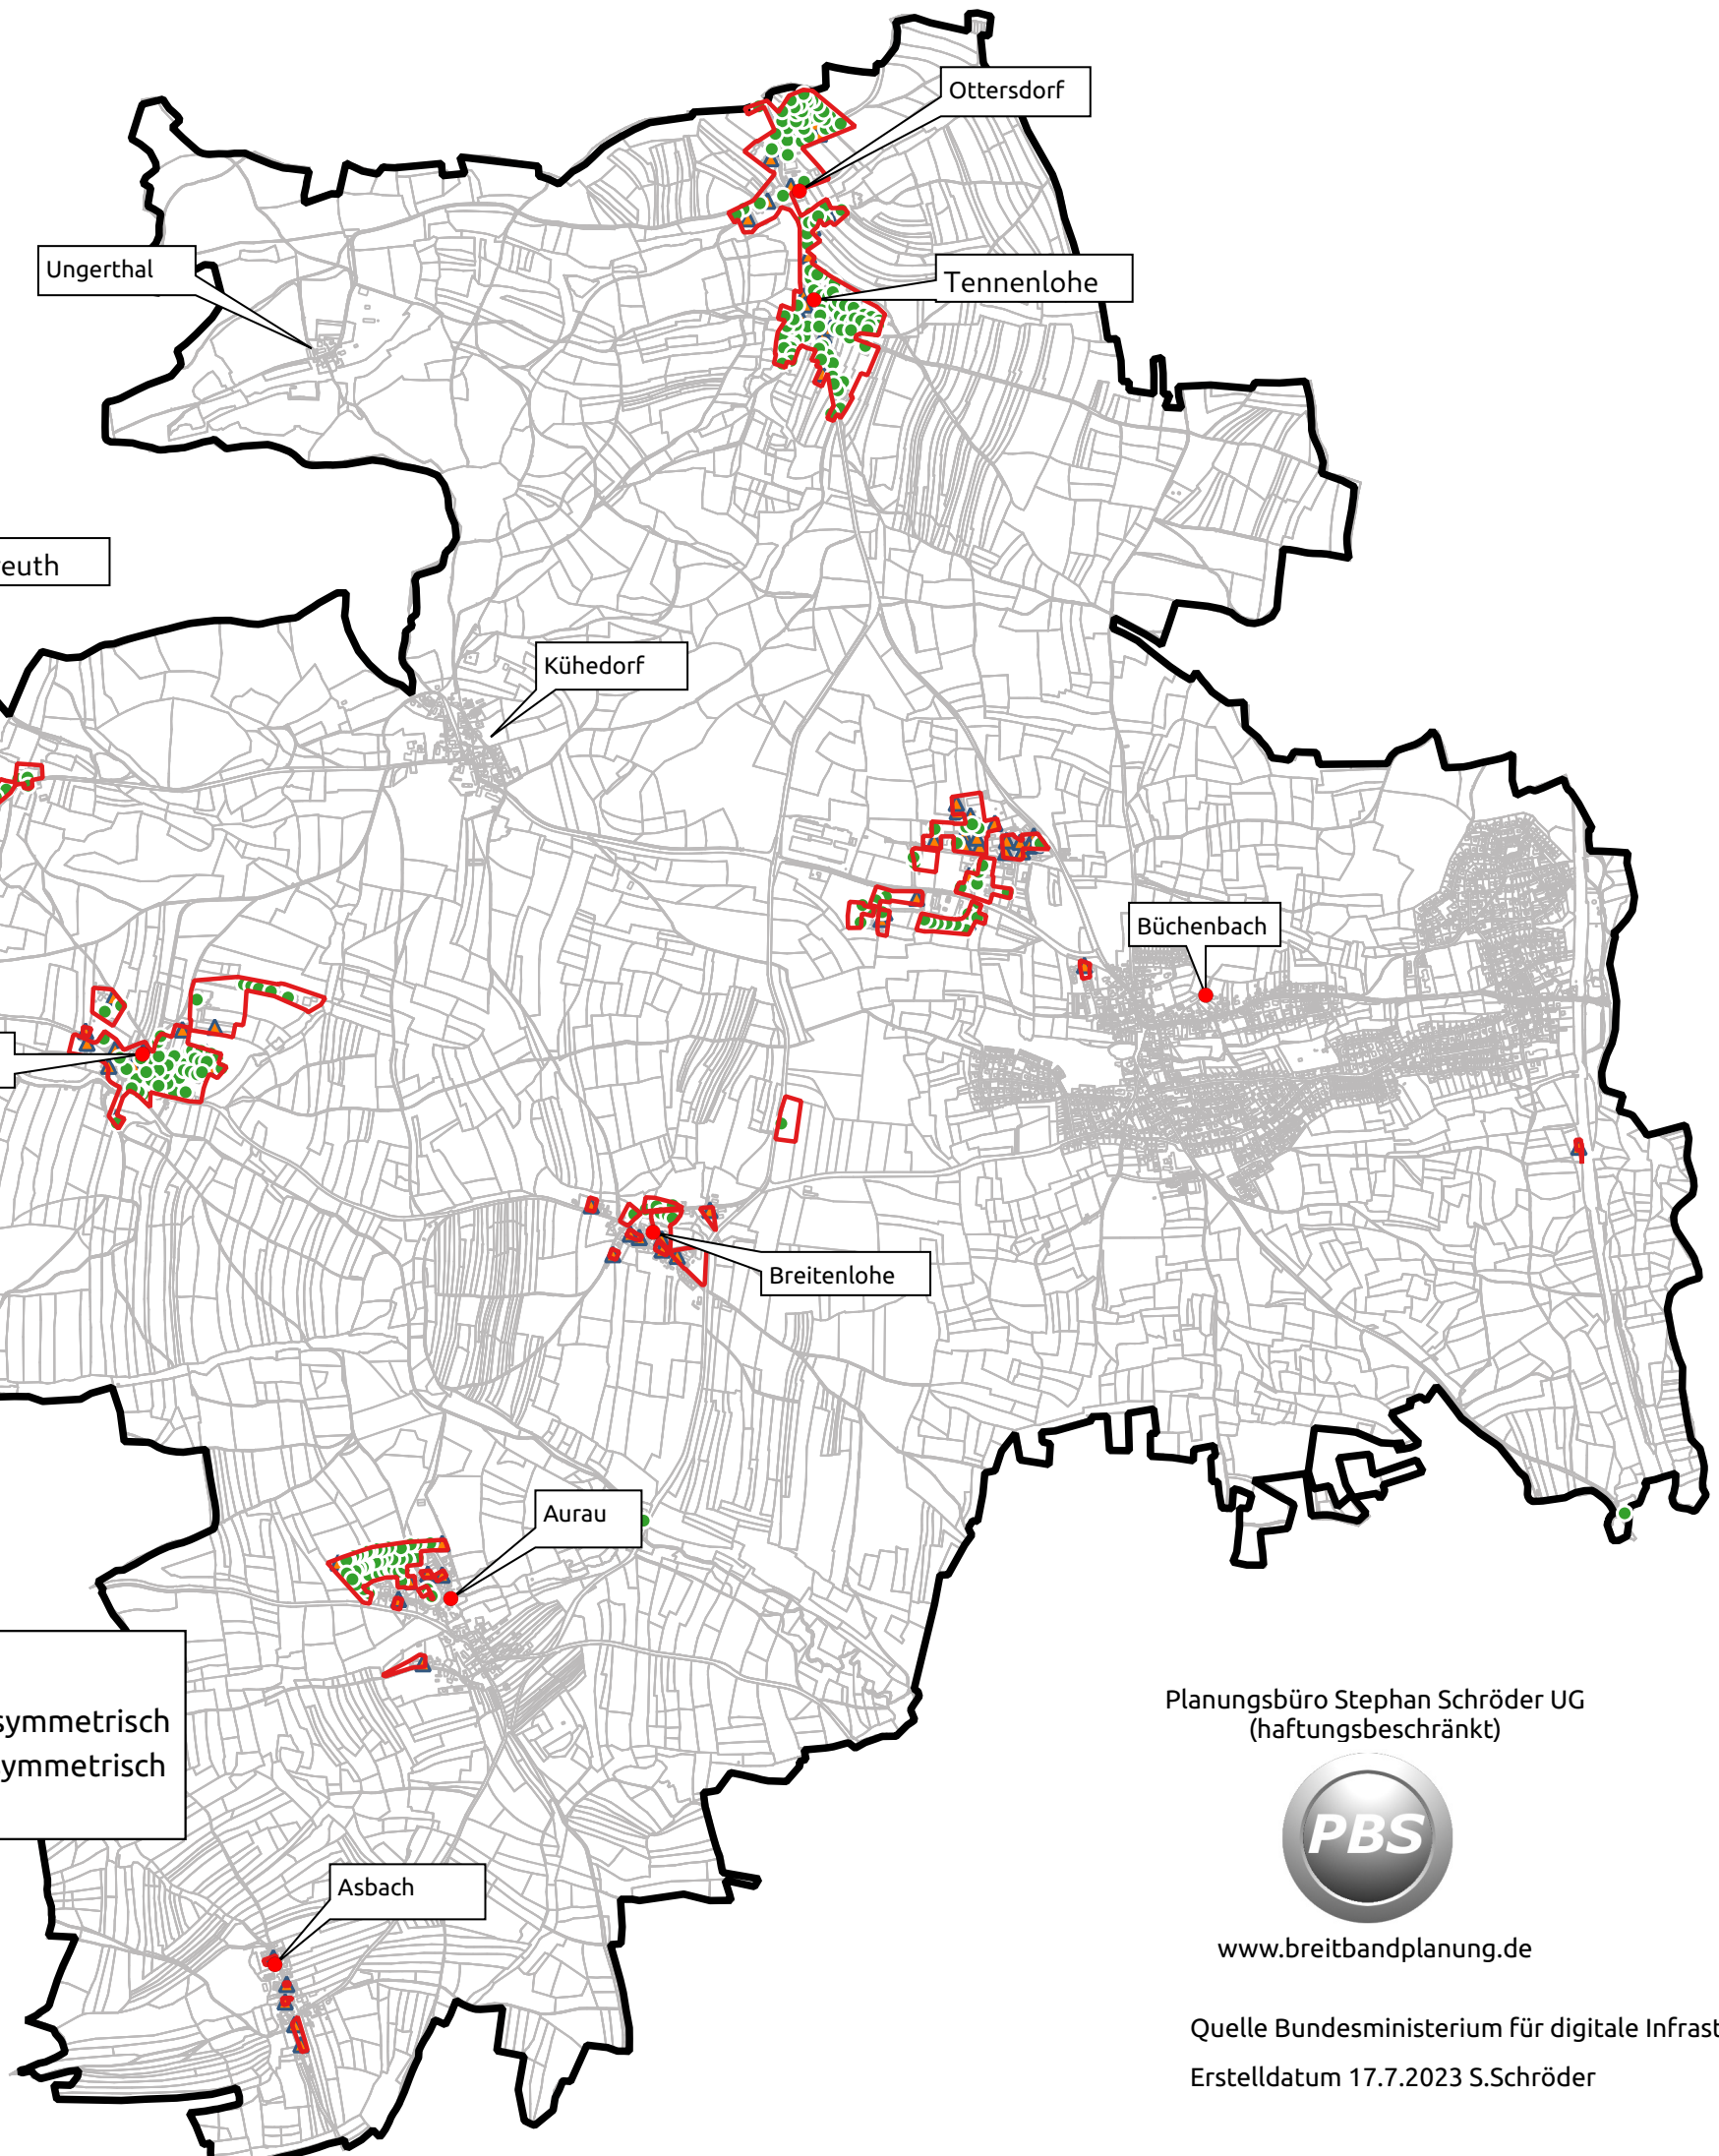 Ottersdorf
Ungerthal
Tennenlohe
euth
Kühedorf
Büchenbach
Breitenlohe
Aurau
symmetrisch
ymmetrisch
Asbach
Planungsbüro Stephan Schröder UG
(haftungsbeschränkt)
PBS
www.breitbandplanung.de
Quelle Bundesministerium für digitale Infrast
Erstelldatum 17.7.2023 S.Schröder